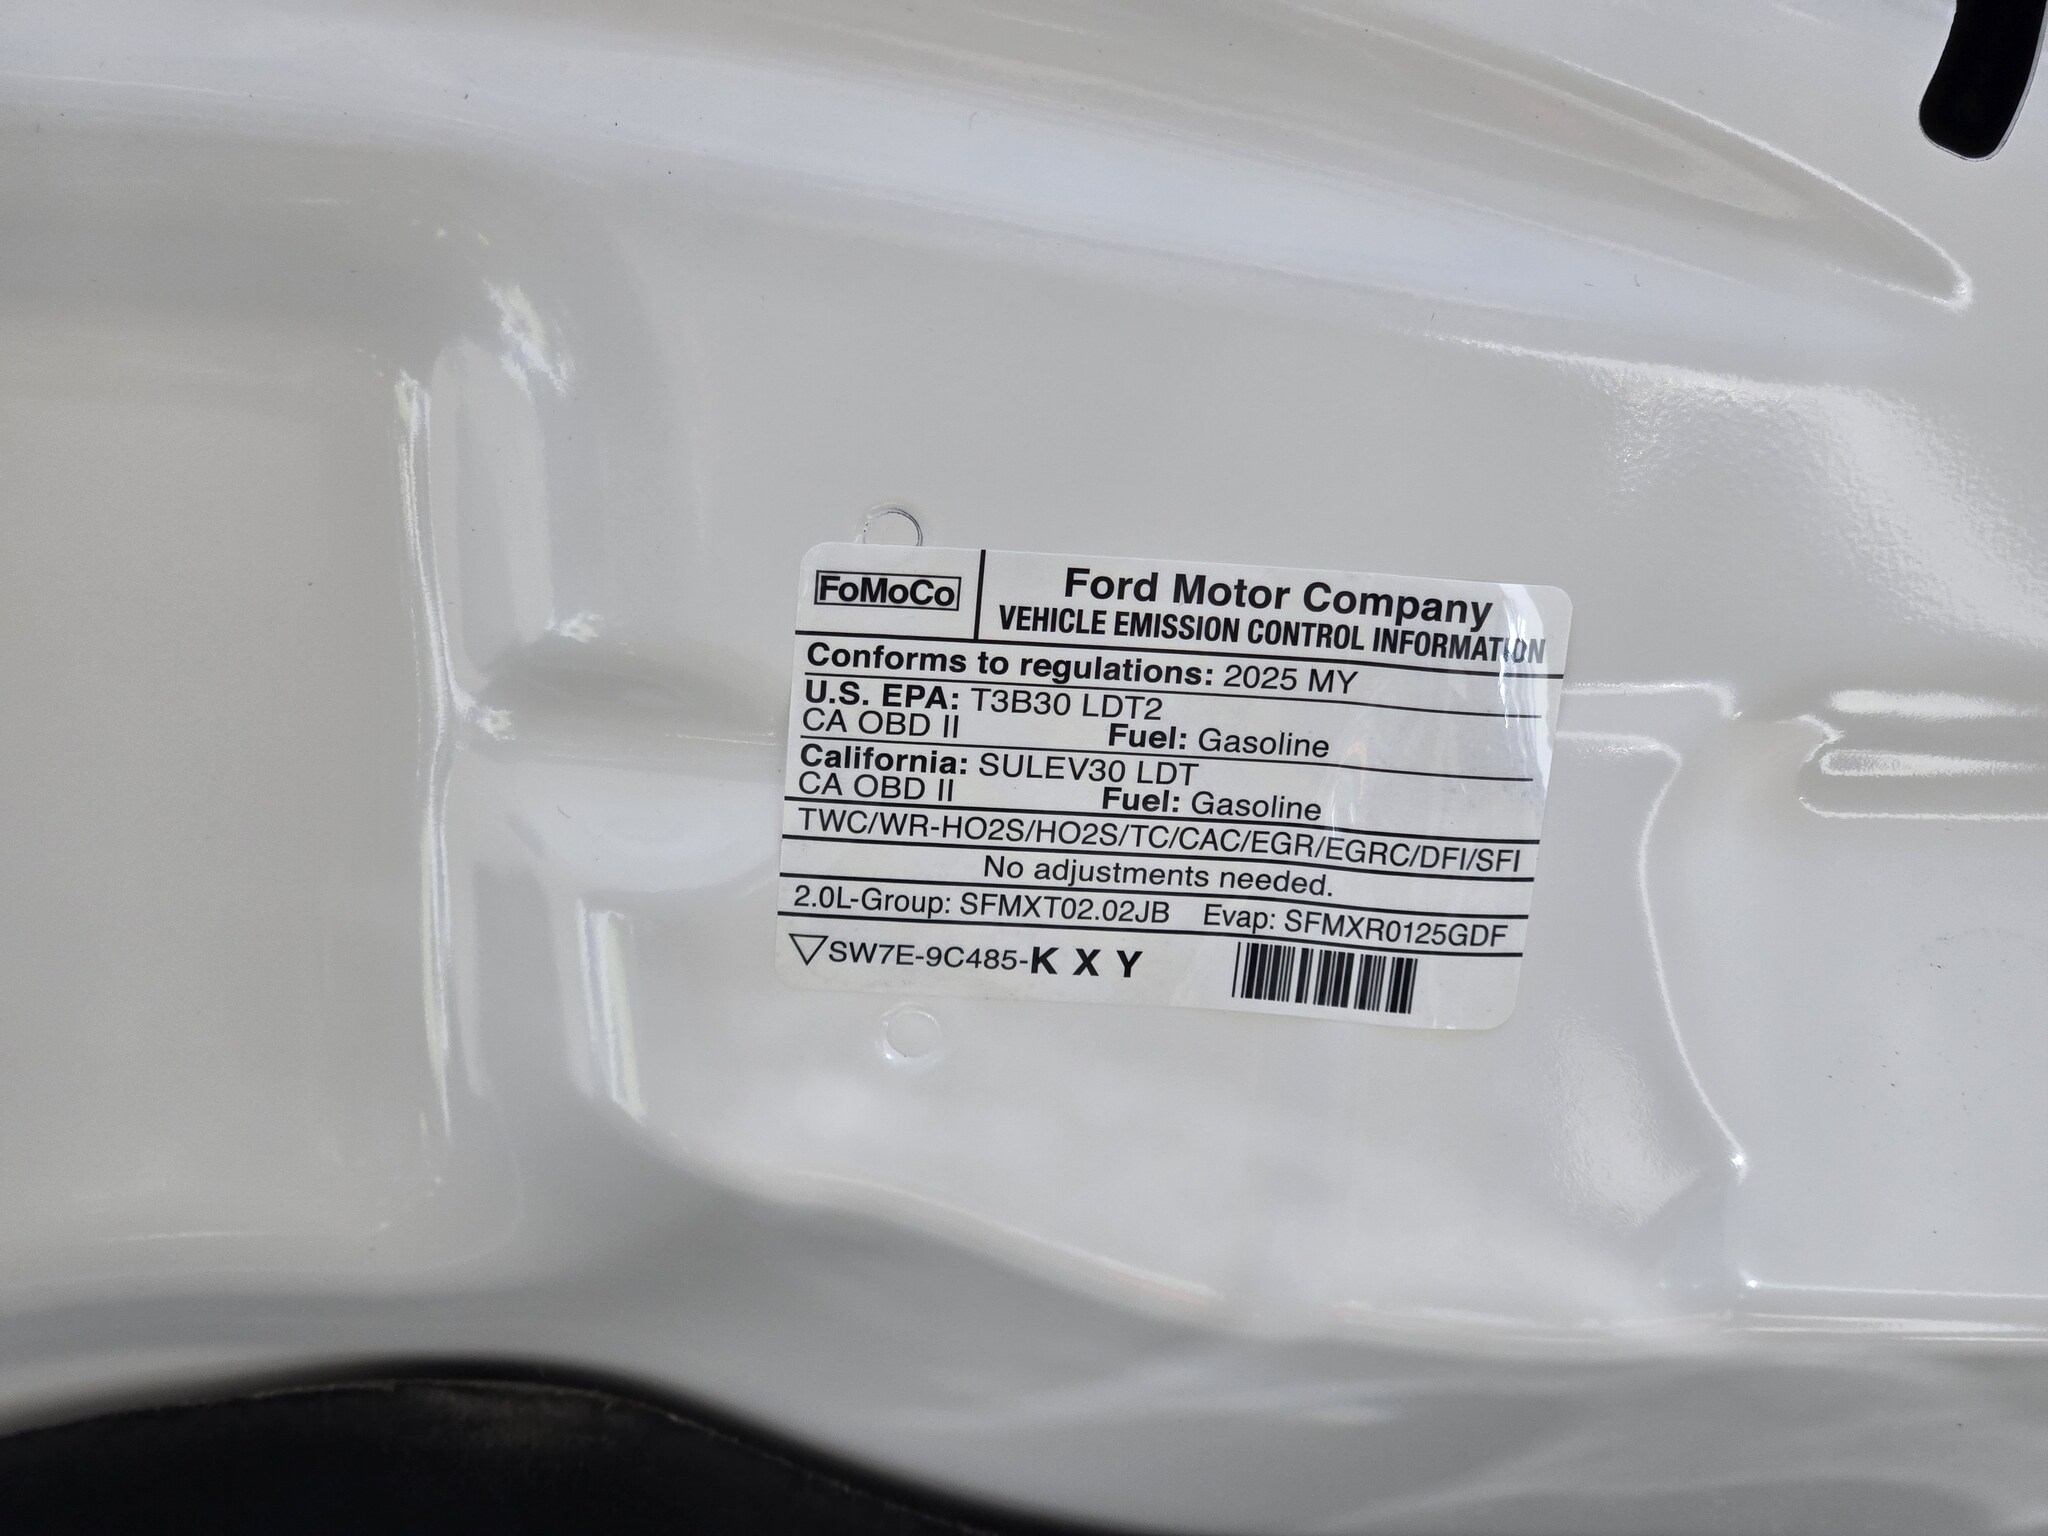 FoMoCo
Ford Motor Company
VEHICLE EMISSION CONTROL INFORMATION
Conforms to regulations: 2025 MY
U.S. EPA: T3B30 LDT2
CA OBD II Fuel: Gasoline
California: SULEV30 LDT
CA OBD II Fuel: Gasoline
TWC/WR-HO2S/HO2S/TC/CAC/EGR/EGRC/DFI/SFI
No adjustments needed.
2.0L-Group: SFMXT02.02JB Evap: SFMXR0125GDF
SW7E-9C485-K X Y